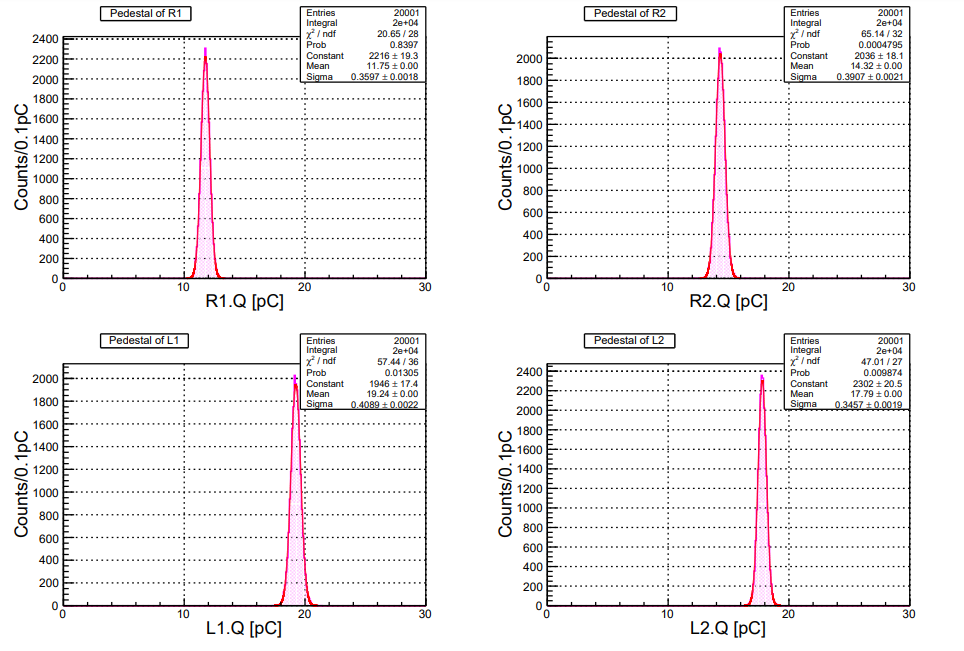 Pedestal of R1
Entries 20001
Integral 2e+04
χ² / ndf 20.65 / 28
Prob 0.8397
Constant 2216 ± 19.3
Mean 11.75 ± 0.00
Sigma 0.3597 ± 0.0018
Counts/0.1pC
2400
2200
2000
1800
1600
1400
1200
1000
800
600
400
200
0
0 10 20 30
R1.Q [pC]
Pedestal of R2
Entries 20001
Integral 2e+04
χ² / ndf 65.14 / 32
Prob 0.0004795
Constant 2036 ± 18.1
Mean 14.32 ± 0.00
Sigma 0.3907 ± 0.0021
Counts/0.1pC
2000
1800
1600
1400
1200
1000
800
600
400
200
0
0 10 20 30
R2.Q [pC]
Pedestal of L1
Entries 20001
Integral 2e+04
χ² / ndf 57.44 / 36
Prob 0.01305
Constant 1946 ± 17.4
Mean 19.24 ± 0.00
Sigma 0.4089 ± 0.0022
Counts/0.1pC
2000
1800
1600
1400
1200
1000
800
600
400
200
0
0 10 20 30
L1.Q [pC]
Pedestal of L2
Entries 20001
Integral 2e+04
χ² / ndf 47.01 / 27
Prob 0.009874
Constant 2302 ± 20.5
Mean 17.79 ± 0.00
Sigma 0.3457 ± 0.0019
Counts/0.1pC
2400
2200
2000
1800
1600
1400
1200
1000
800
600
400
200
0
0 10 20 30
L2.Q [pC]